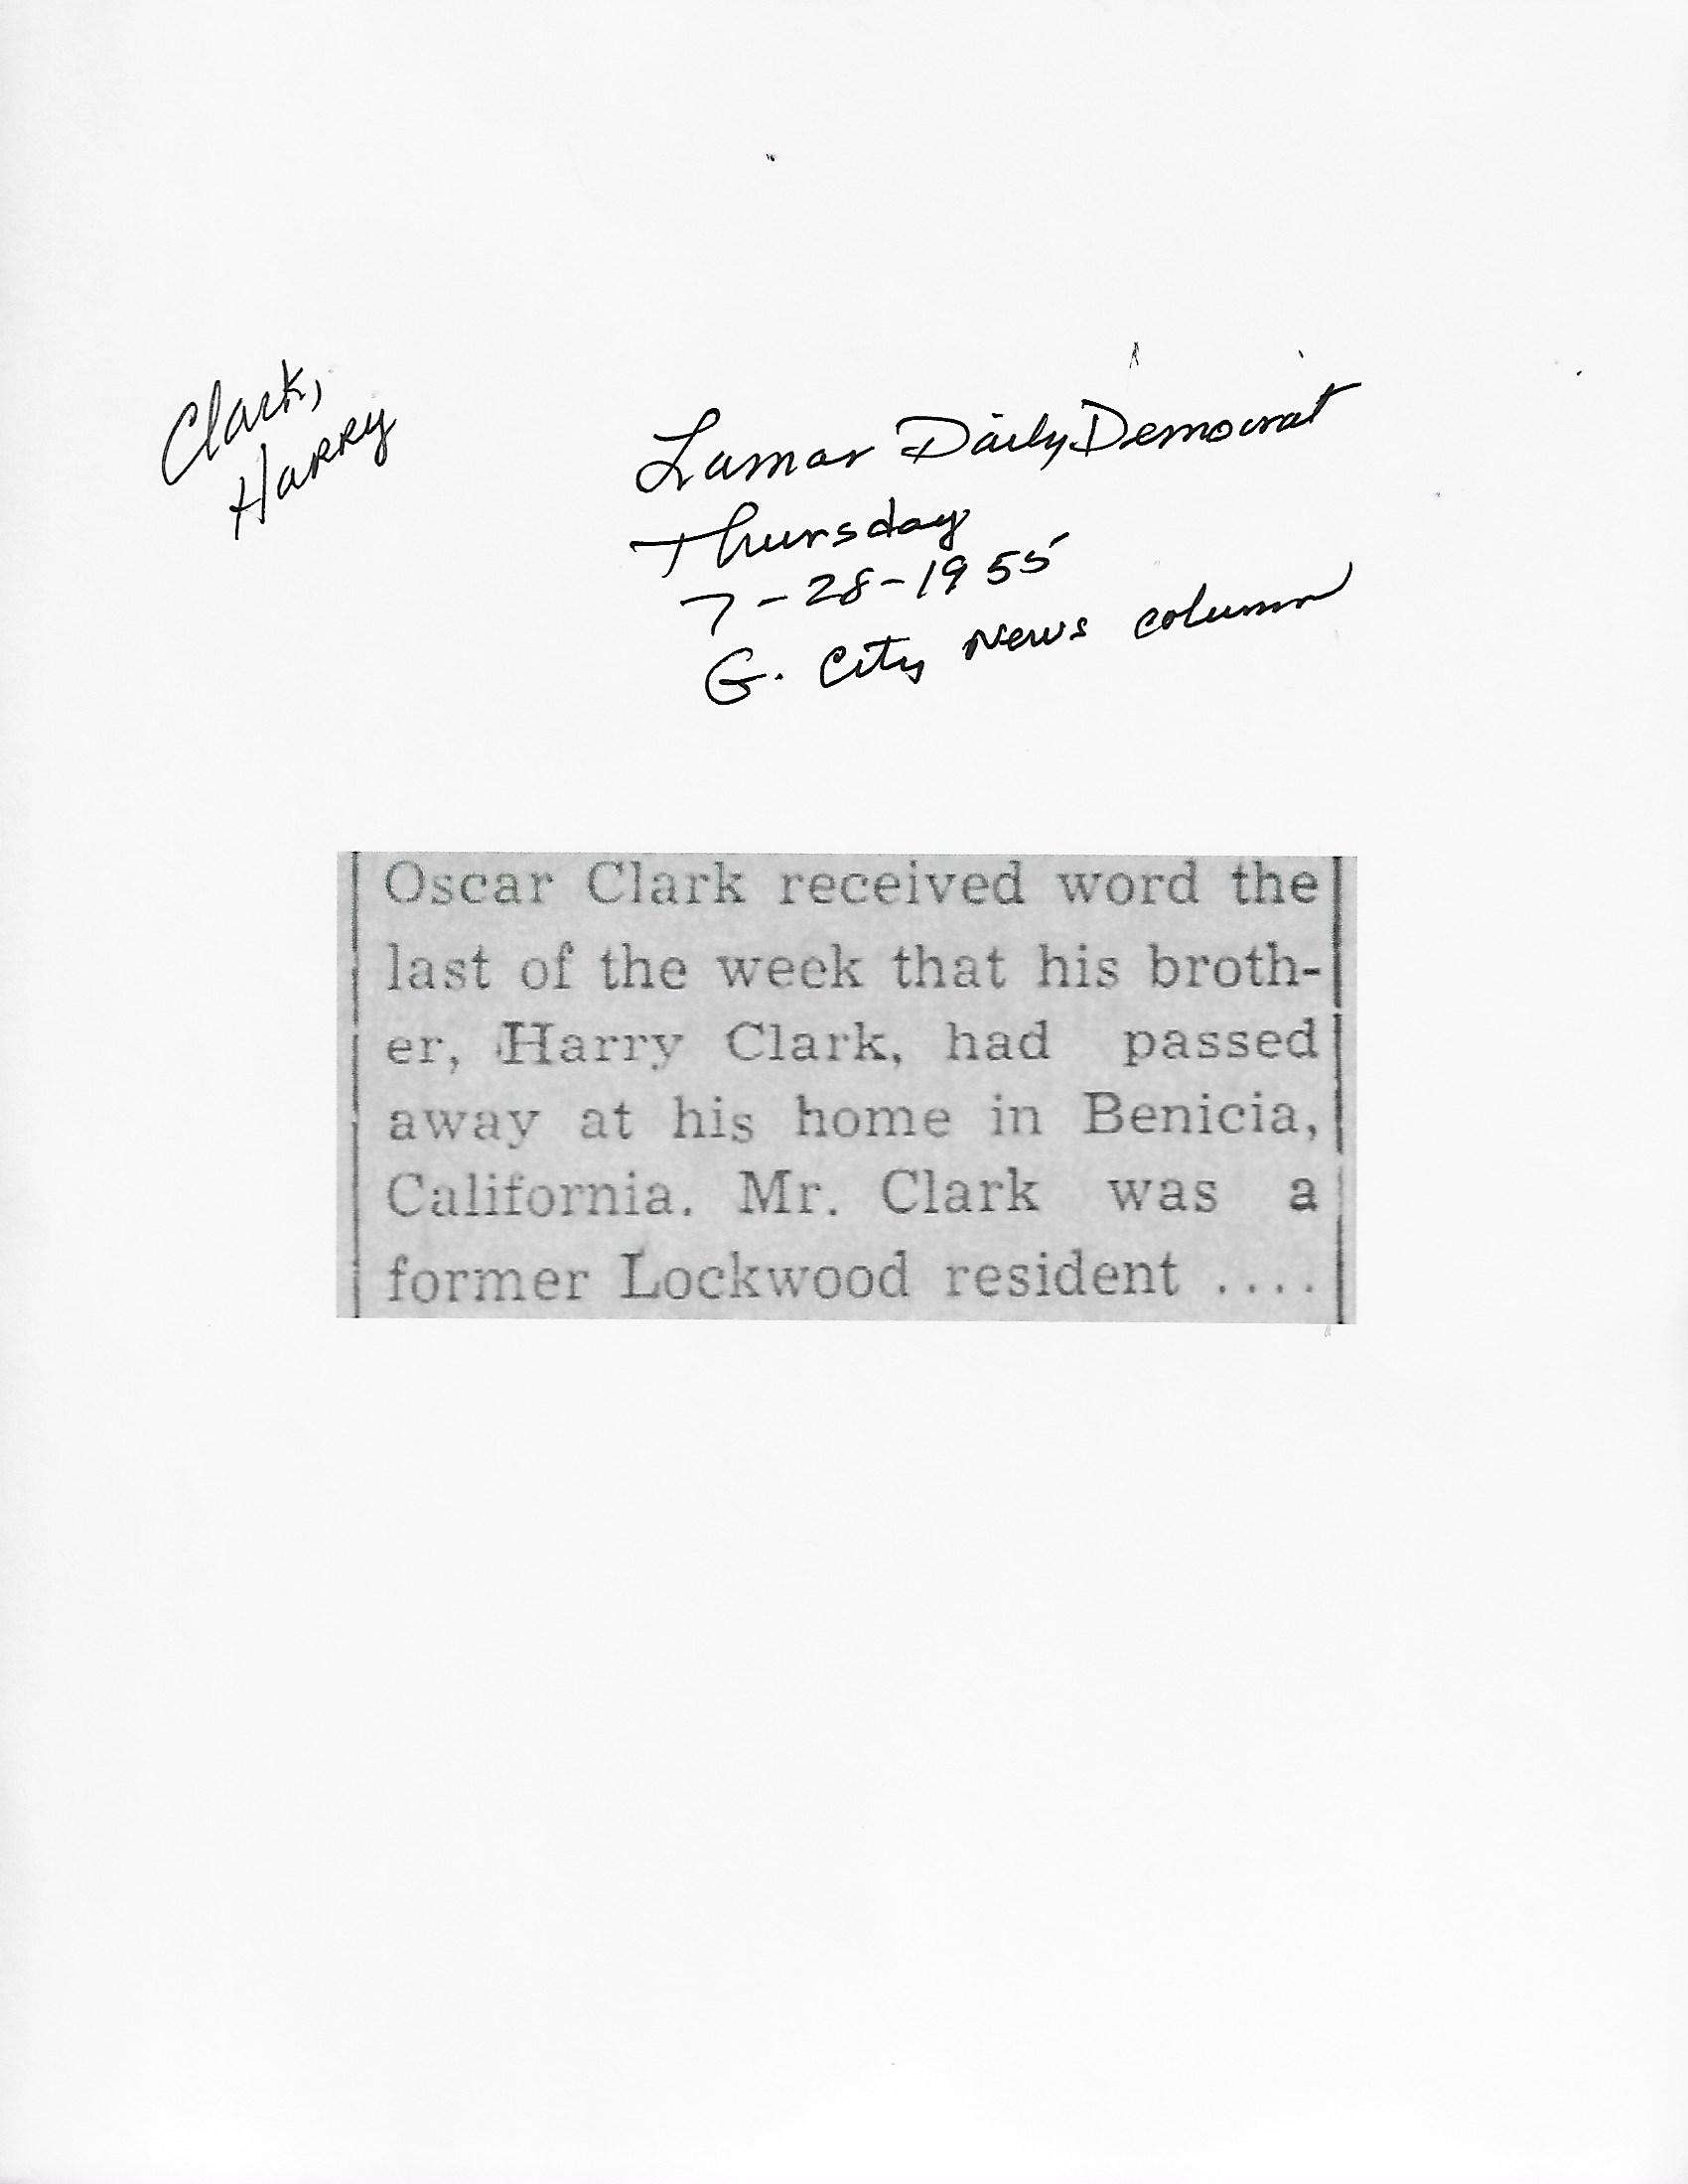 Clark,
Harry
Lamar Daily Democrat
Thursday
7-28-1955
G. City News column
Oscar Clark received word the
last of the week that his broth-
er, Harry Clark, had passed
away at his home in Benicia,
California. Mr. Clark was a
former Lockwood resident ....